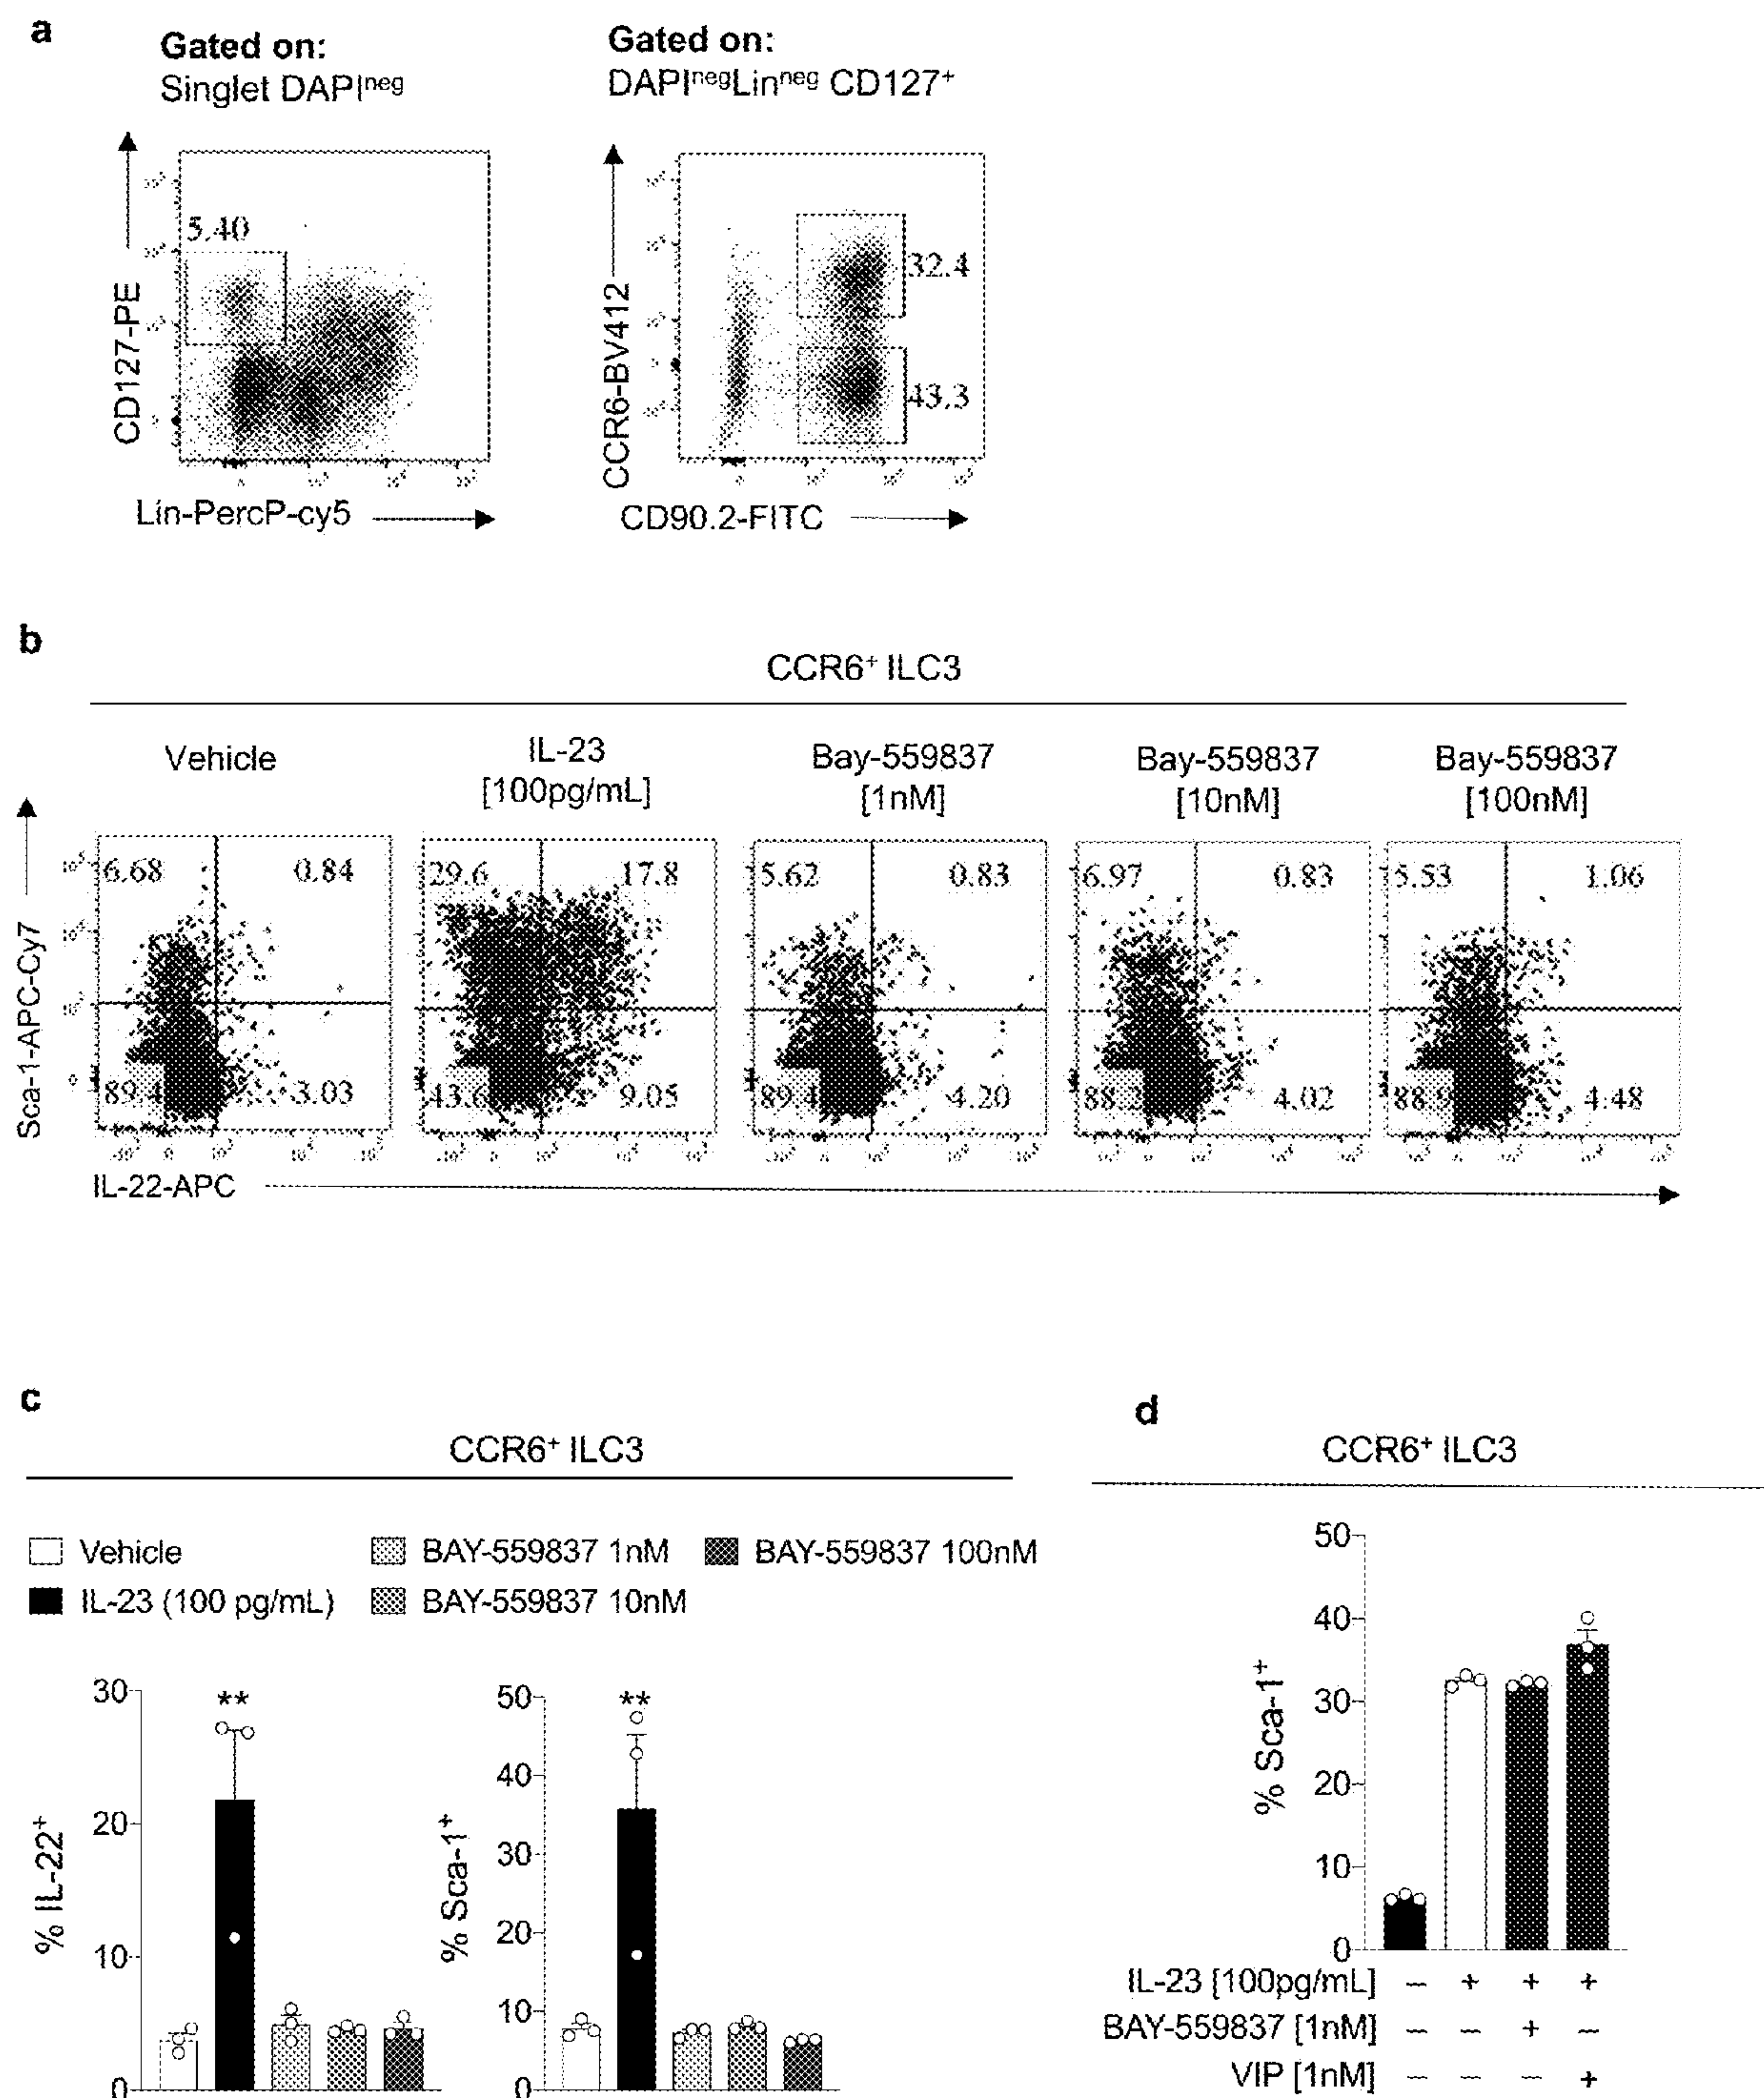 a
Gated on:
Singlet DAPIneg
Gated on:
DAPInegLinneg CD127+
5.40
CD127-PE
Lin-PercP-cy5
32.4
43.3
CCR6-BV412
CD90.2-FITC
b
CCR6+ ILC3
Vehicle
IL-23
[100pg/mL]
Bay-559837
[1nM]
Bay-559837
[10nM]
Bay-559837
[100nM]
Sca-1-APC-Cy7
6.68 0.84
3.03
29.6 17.8
9.05
5.62 0.83
4.20
6.97 0.83
4.02
5.53 1.06
4.48
IL-22-APC
c
CCR6+ ILC3
Vehicle
IL-23 (100 pg/mL)
BAY-559837 1nM
BAY-559837 10nM
BAY-559837 100nM
% IL-22+
30
20
10
0
**
% Sca-1+
50
40
30
20
10
0
**
d
CCR6+ ILC3
% Sca-1+
50
40
30
20
10
0
IL-23 [100pg/mL] – + + +
BAY-559837 [1nM] – – + –
VIP [1nM] – – – +